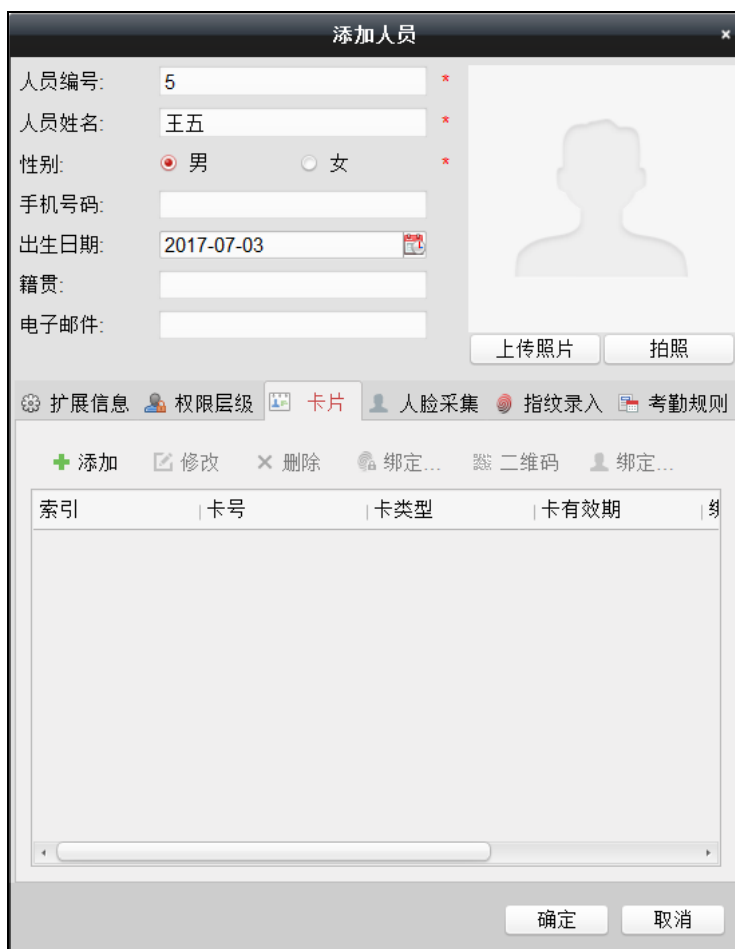 添加人员
人员编号: 5 *
人员姓名: 王五 *
性别: 男 女 *
手机号码:
出生日期: 2017-07-03
籍贯:
电子邮件:
上传照片 拍照
扩展信息 权限层级 卡片 人脸采集 指纹录入 考勤规则
添加 修改 删除 绑定... 二维码 绑定...
索引 卡号 卡类型 卡有效期
确定 取消